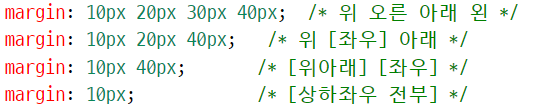 margin: 10px 20px 30px 40px;  /* 위 오른 아래 왼 */
margin: 10px 20px 40px;   /* 위 [좌우] 아래 */
margin: 10px 40px;       /* [위아래] [좌우] */
margin: 10px;            /* [상하좌우 전부] */